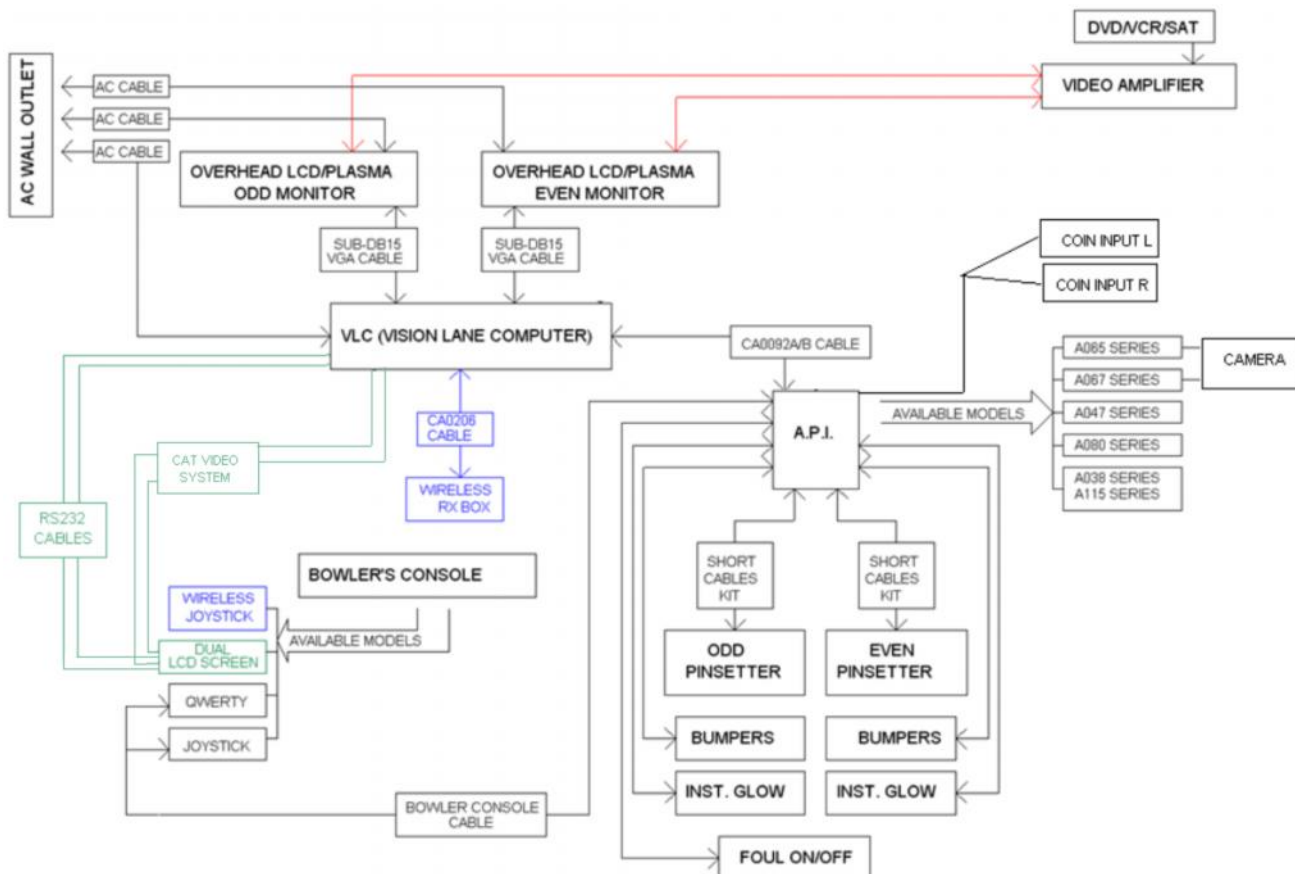 DVD/VCR/SAT
VIDEO AMPLIFIER
AC WALL OUTLET
AC CABLE
AC CABLE
AC CABLE
OVERHEAD LCD/PLASMA
ODD MONITOR
OVERHEAD LCD/PLASMA
EVEN MONITOR
SUB-DB15
VGA CABLE
SUB-DB15
VGA CABLE
COIN INPUT L
COIN INPUT R
VLC (VISION LANE COMPUTER)
CA0092A/B CABLE
A065 SERIES
A067 SERIES
A047 SERIES
A080 SERIES
A038 SERIES
A115 SERIES
CAMERA
AVAILABLE MODELS
A.P.I.
CA0206
CABLE
WIRELESS
RX BOX
CAT VIDEO
SYSTEM
RS232
CABLES
BOWLER'S CONSOLE
AVAILABLE MODELS
WIRELESS
JOYSTICK
DUAL
LCD SCREEN
QWERTY
JOYSTICK
BOWLER CONSOLE
CABLE
SHORT
CABLES
KIT
SHORT
CABLES
KIT
ODD
PINSETTER
EVEN
PINSETTER
BUMPERS
BUMPERS
INST. GLOW
INST. GLOW
FOUL ON/OFF